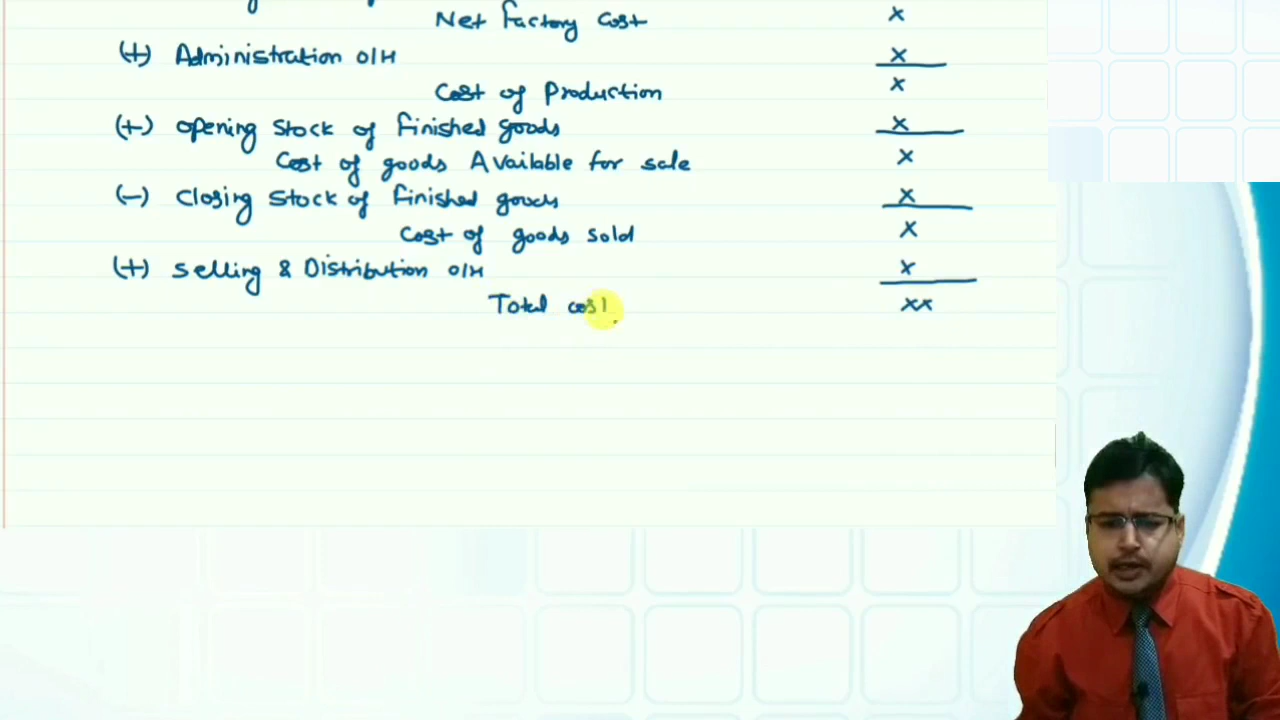 Net Factory Cost X
(+) Administration O/H X
Cost of Production X
(+) Opening Stock of Finished goods X
Cost of goods Available for sale X
(-) Closing Stock of Finished goods X
Cost of goods sold X
(+) Selling & Distribution O/H X
Total cost XX